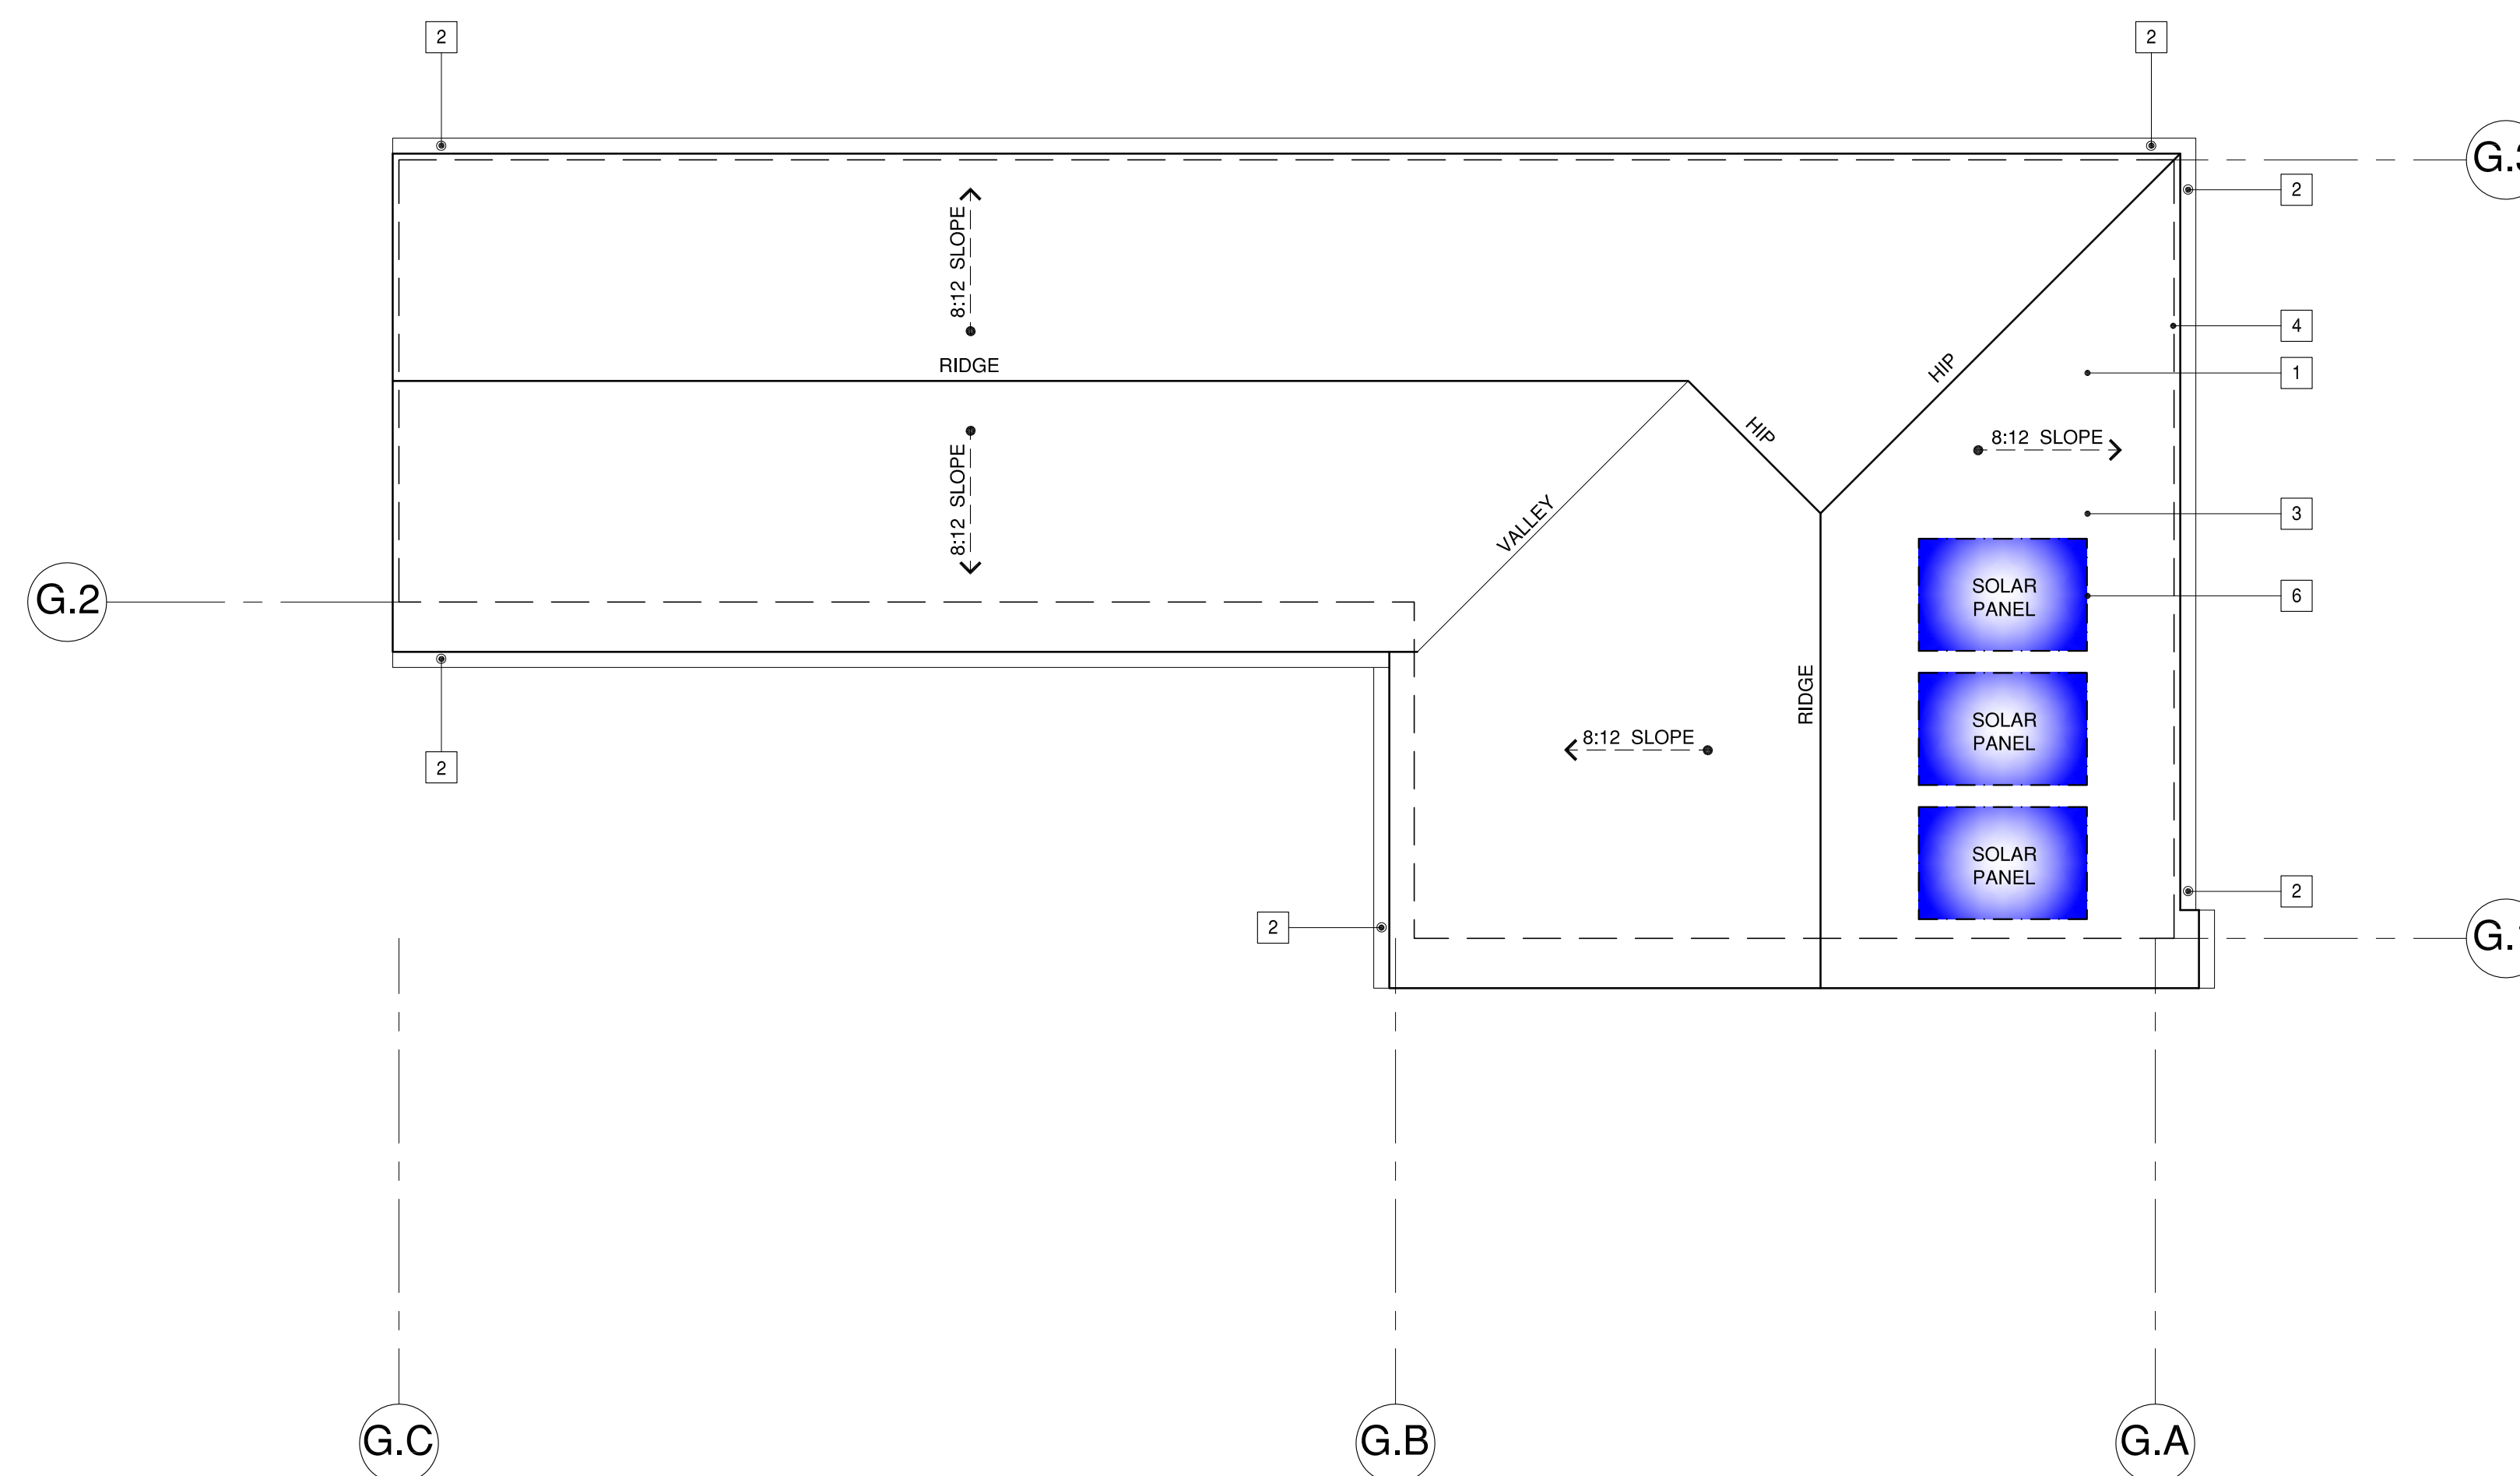 2
2
G.3
2
8:12 SLOPE
4
RIDGE
HIP
1
HIP
8:12 SLOPE
8:12 SLOPE
VALLEY
3
G.2
SOLAR
PANEL
6
2
RIDGE
SOLAR
PANEL
8:12 SLOPE
SOLAR
PANEL
2
2
G.
G.C
G.B
G.A